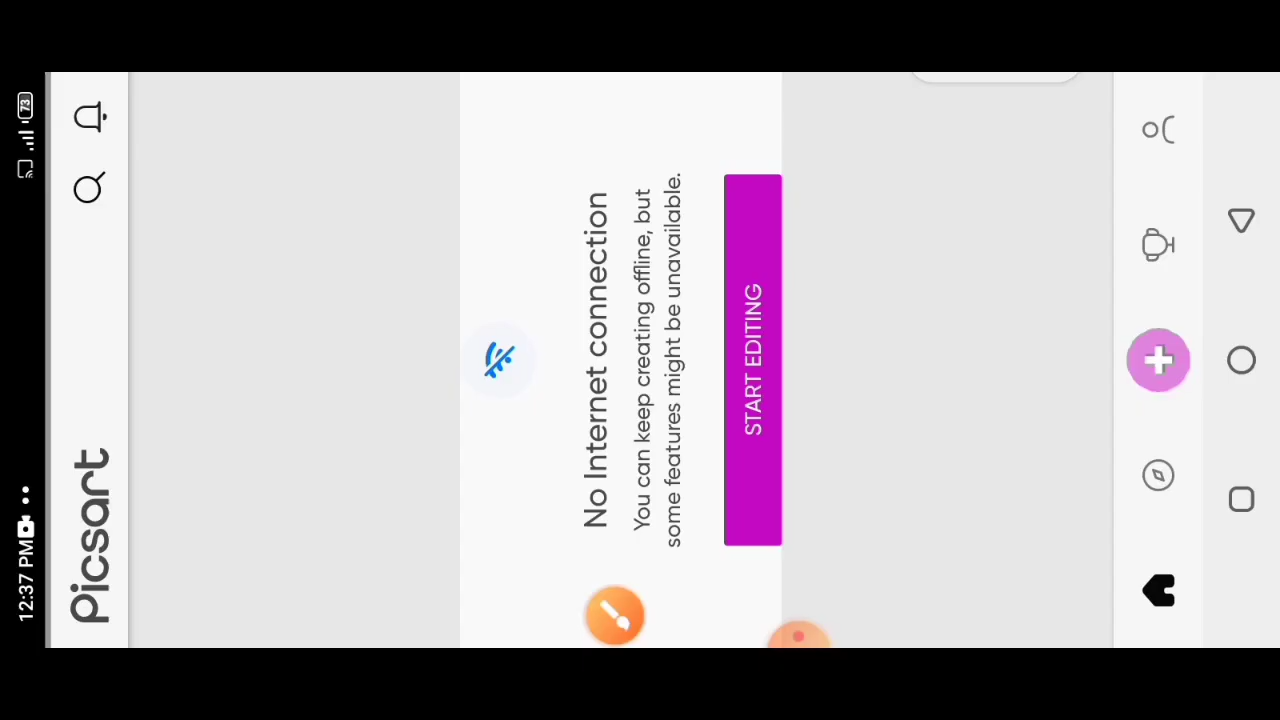 12:37 PM
73
Picsart
No Internet connection
You can keep creating offline, but
some features might be unavailable.
START EDITING